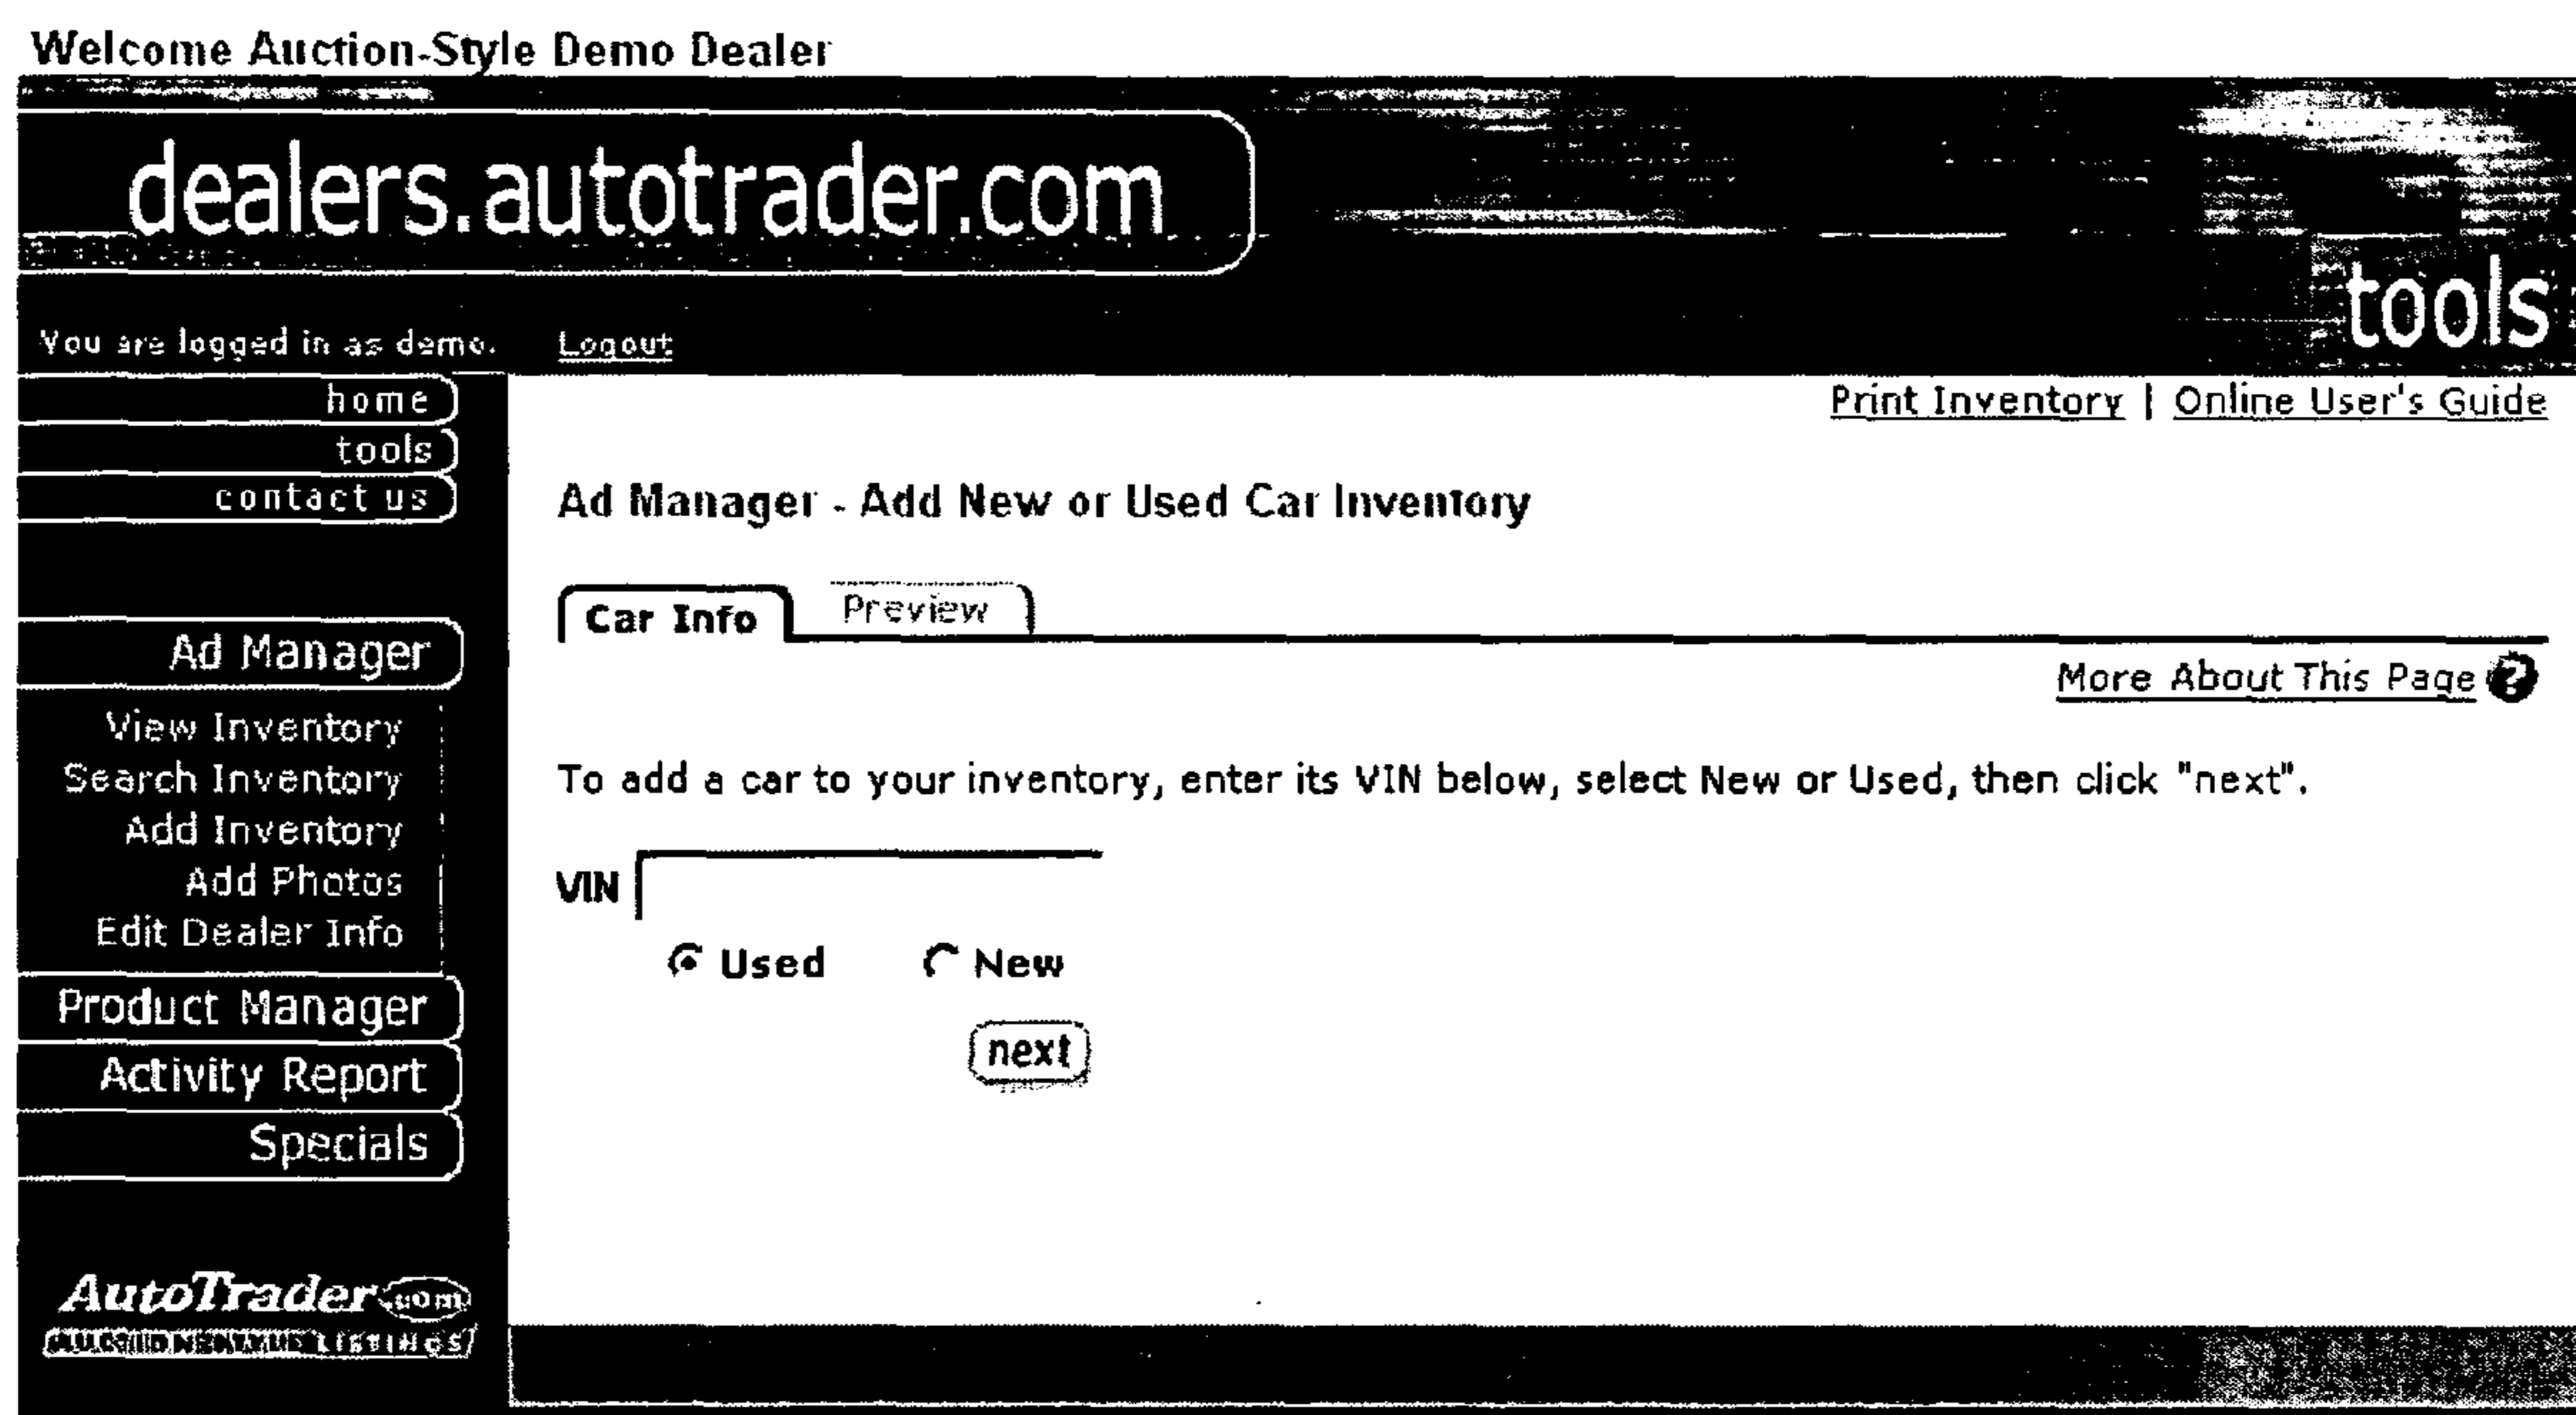 Welcome Auction-Style Demo Dealer
dealers.autotrader.com
tools
You are logged in as demo. Logout
home
tools
contact us
Print Inventory | Online User's Guide
Ad Manager - Add New or Used Car Inventory
Car Info Preview
More About This Page ?
To add a car to your inventory, enter its VIN below, select New or Used, then click "next".
VIN
Used New
next
Ad Manager
View Inventory
Search Inventory
Add Inventory
Add Photos
Edit Dealer Info
Product Manager
Activity Report
Specials
AutoTrader.com
LISTINGS